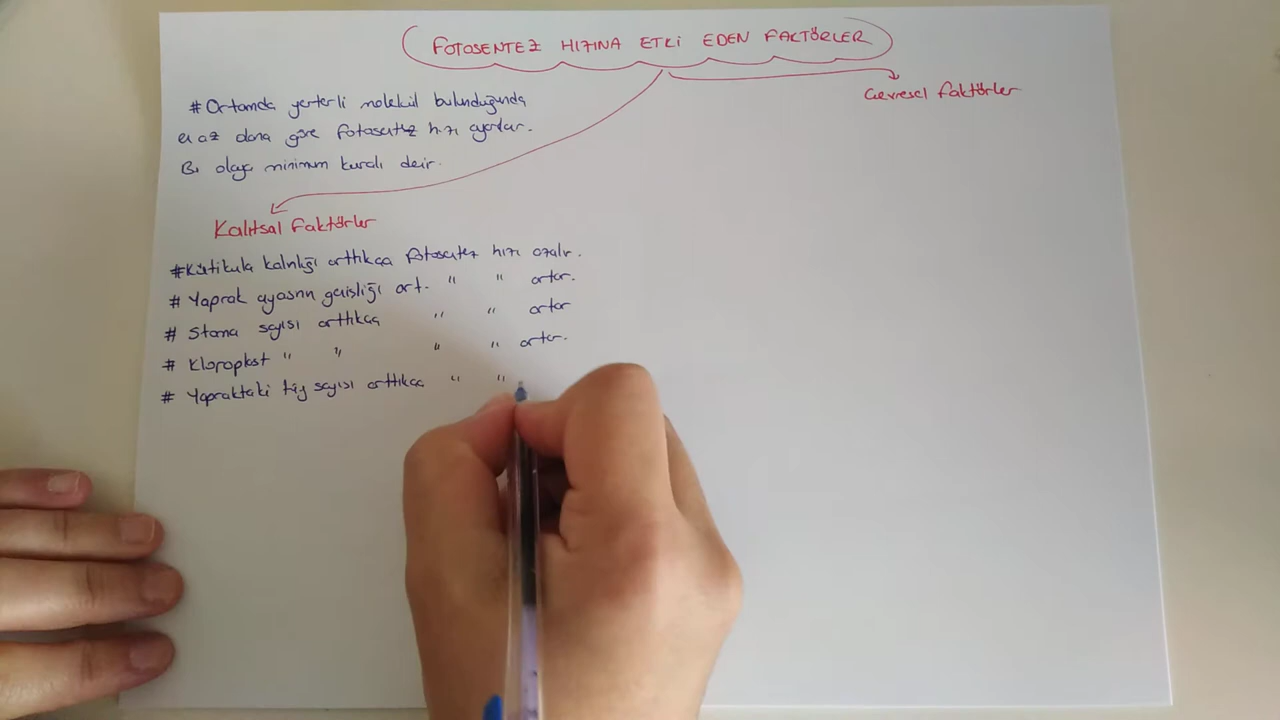 FOTOSENTEZ HIZINA ETKİ EDEN FAKTÖRLER
Çevresel faktörler
# Ortamda yeterli molekül bulunduğunda
en az olana göre fotosentez hızı ayarlar.
Bu olaya minimum kuralı denir.
Kalıtsal faktörler
# Kütikula kalınlığı arttıkça fotosentez hızı azalır.
# Yaprak ayasının genişliği art. " " artar.
# Stoma sayısı arttıkça " " artar
# Kloroplast " " " " artar.
# Yapraktaki tüy sayısı arttıkça " "